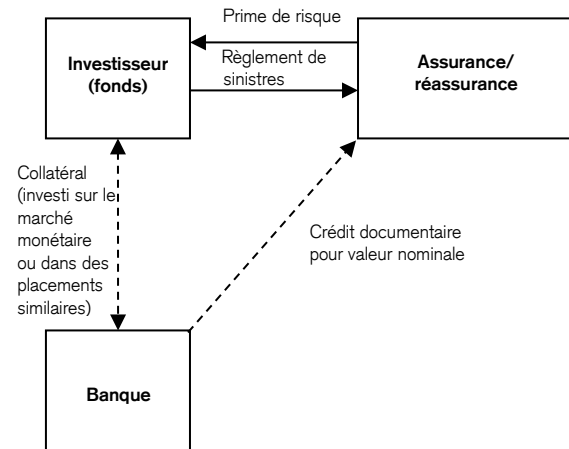 Prime de risque
Investisseur
(fonds)
Règlement de
sinistres
Assurance/
réassurance
Collatéral
(investi sur le
marché
monétaire
ou dans des
placements
similaires)
Crédit documentaire
pour valeur nominale
Banque